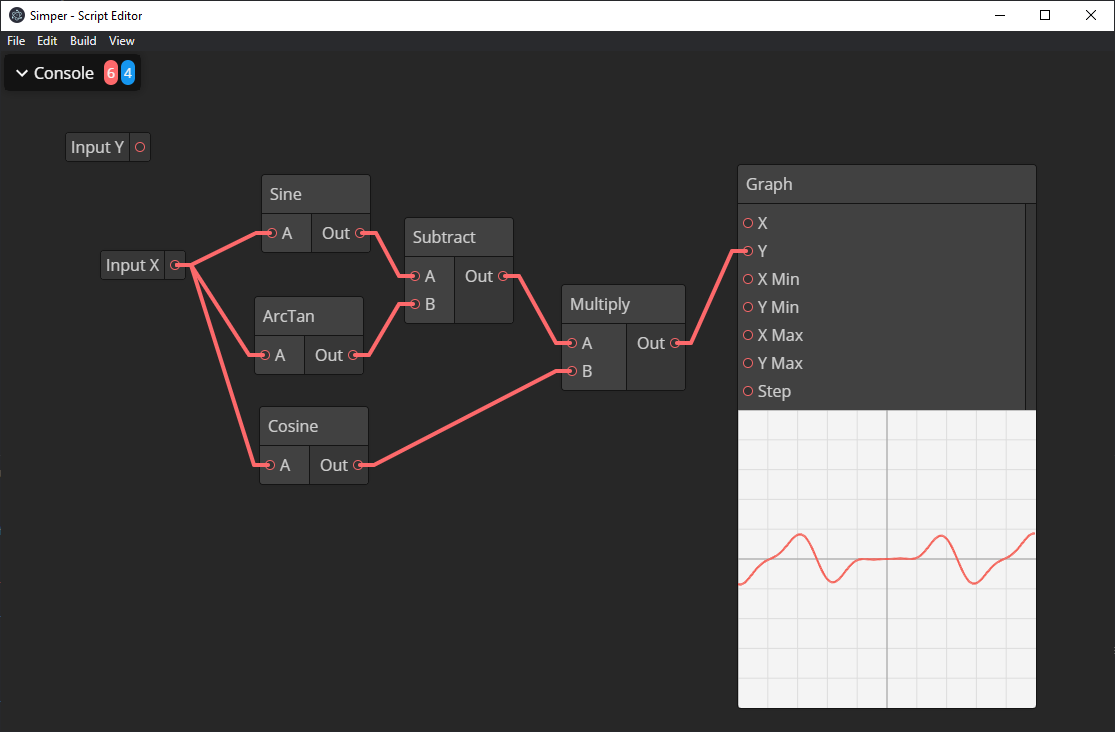 Simper - Script Editor
File Edit Build View
Console 6 4
Input Y
Sine
A Out
Input X
Subtract
A Out
B
ArcTan
A Out
Multiply
A Out
B
Cosine
A Out
Graph
X
Y
X Min
Y Min
X Max
Y Max
Step